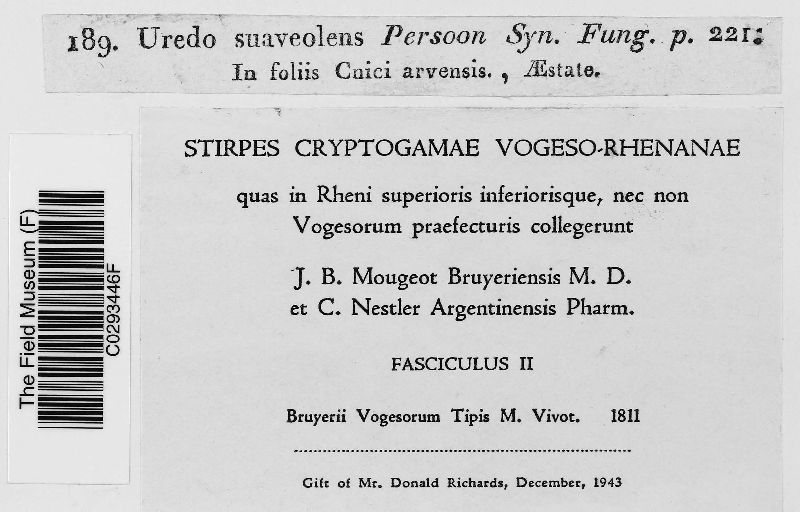 189. Uredo suaveolens Persoon Syn. Fung. p. 221:
In foliis Cnici arvensis. , Æstate.
STIRPES CRYPTOGAMAE VOGESO-RHENANAE
quas in Rheni superioris inferiorisque, nec non
Vogesorum praefecturis collegerunt
J. B. Mougeot Bruyeriensis M. D.
et C. Nestler Argentinensis Pharm.
FASCICULUS II
Bruyerii Vogesorum Tipis M. Vivot. 1811
Gift of Mr. Donald Richards, December, 1943
The Field Museum (F)
C0293446F